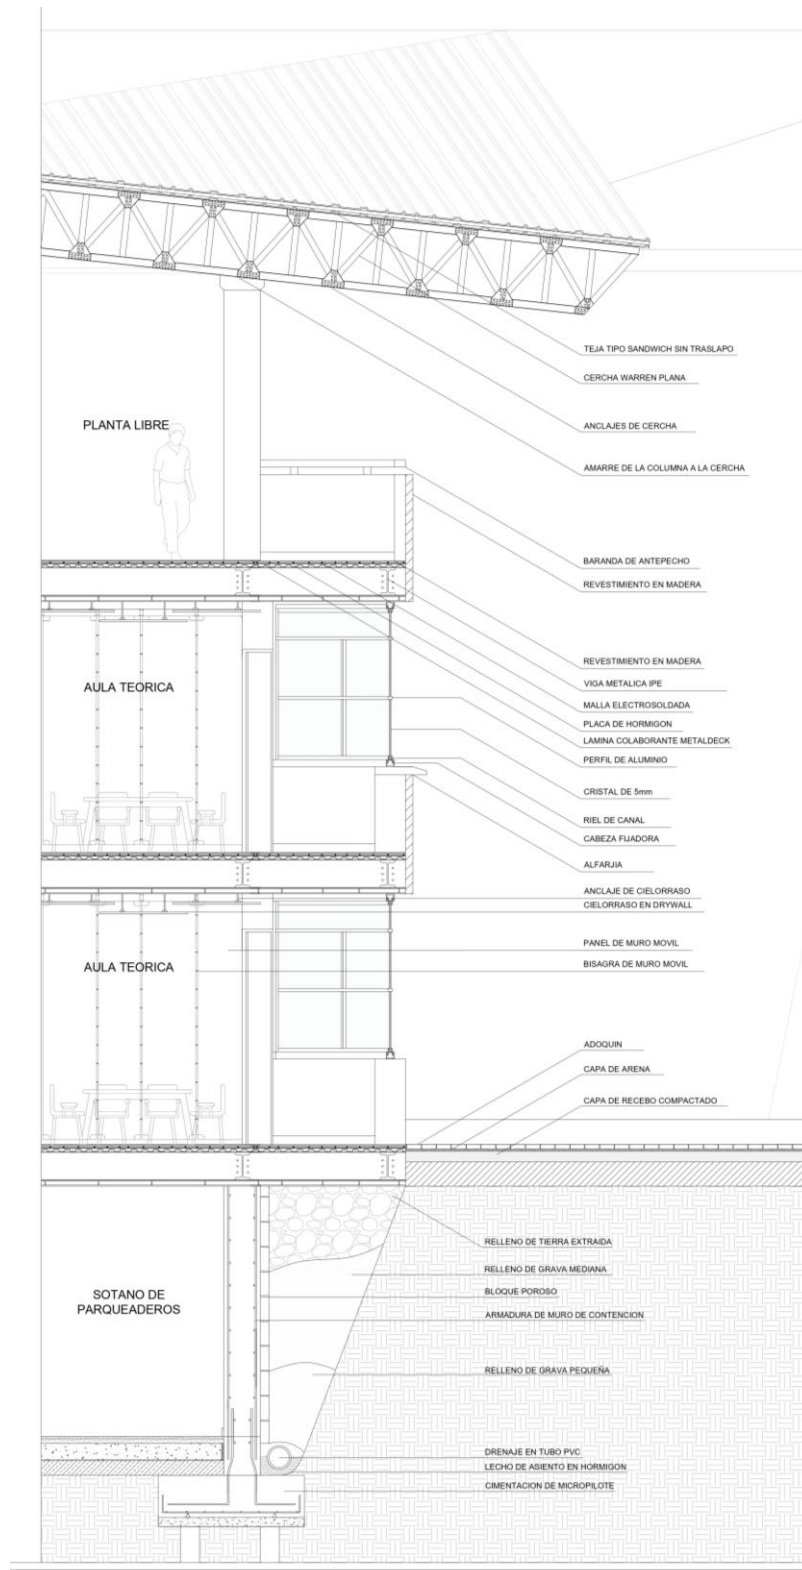 TEJA TIPO SANDWICH SIN TRASLAPO
CERCHA WARREN PLANA
PLANTA LIBRE
ANCLAJES DE CERCHA
AMARRE DE LA COLUMNA A LA CERCHA
BARANDA DE ANTEPECHO
REVESTIMIENTO EN MADERA
REVESTIMIENTO EN MADERA
AULA TEORICA
VIGA METALICA IPE
MALLA ELECTROSOLDADA
PLACA DE HORMIGON
LAMINA COLABORANTE METALDECK
PERFIL DE ALUMINIO
CRISTAL DE 5mm
RIEL DE CANAL
CABEZA FIJADORA
ALFARJIA
ANCLAJE DE CIELORRASO
CIELORRASO EN DRYWALL
PANEL DE MURO MOVIL
AULA TEORICA
BISAGRA DE MURO MOVIL
ADOQUIN
CAPA DE ARENA
CAPA DE RECEBO COMPACTADO
RELLENO DE TIERRA EXTRAIDA
RELLENO DE GRAVA MEDIANA
SOTANO DE
PARQUEADEROS
BLOQUE POROSO
ARMADURA DE MURO DE CONTENCION
RELLENO DE GRAVA PEQUEÑA
DRENAJE EN TUBO PVC
LECHO DE ASIENTO EN HORMIGON
CIMENTACION DE MICROPILOTE